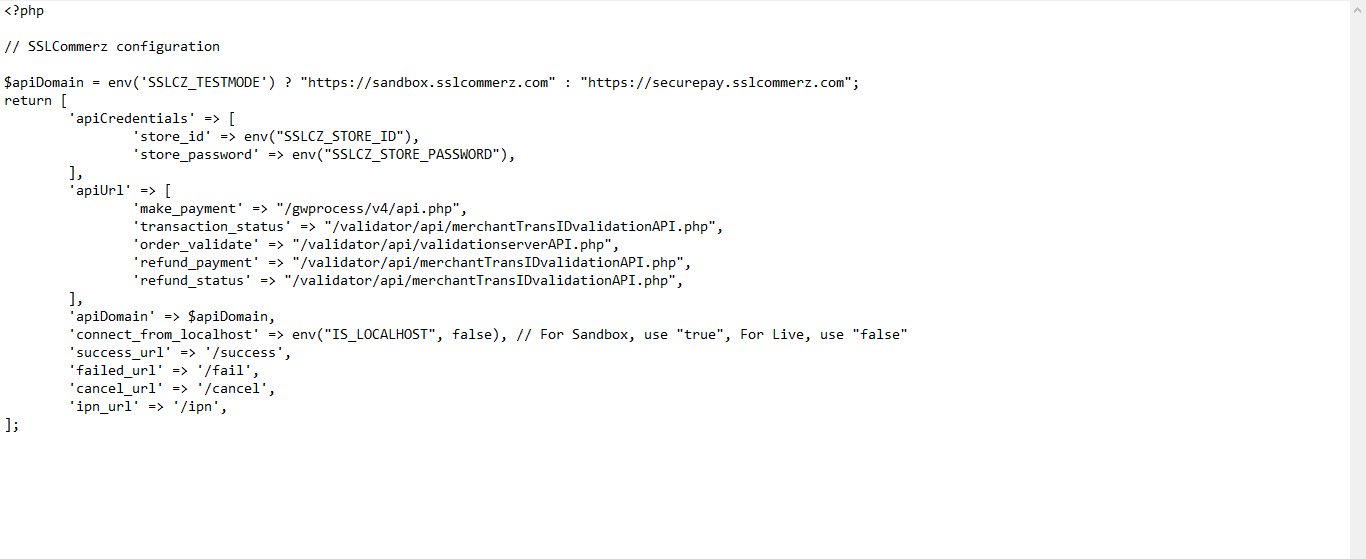 <?php
// SSLCommerz configuration
$apiDomain = env('SSLCZ_TESTMODE') ? "https://sandbox.sslcommerz.com" : "https://securepay.sslcommerz.com";
return [
'apiCredentials' => [
'store_id' => env("SSLCZ_STORE_ID"),
'store_password' => env("SSLCZ_STORE_PASSWORD"),
],
'apiUrl' => [
'make_payment' => "/gwprocess/v4/api.php",
'transaction_status' => "/validator/api/merchantTransIDvalidationAPI.php",
'order_validate' => "/validator/api/validationserverAPI.php",
'refund_payment' => "/validator/api/merchantTransIDvalidationAPI.php",
'refund_status' => "/validator/api/merchantTransIDvalidationAPI.php",
],
'apiDomain' => $apiDomain,
'connect_from_localhost' => env("IS_LOCALHOST", false), // For Sandbox, use "true", For Live, use "false"
'success_url' => '/success',
'failed_url' => '/fail',
'cancel_url' => '/cancel',
'ipn_url' => '/ipn',
];